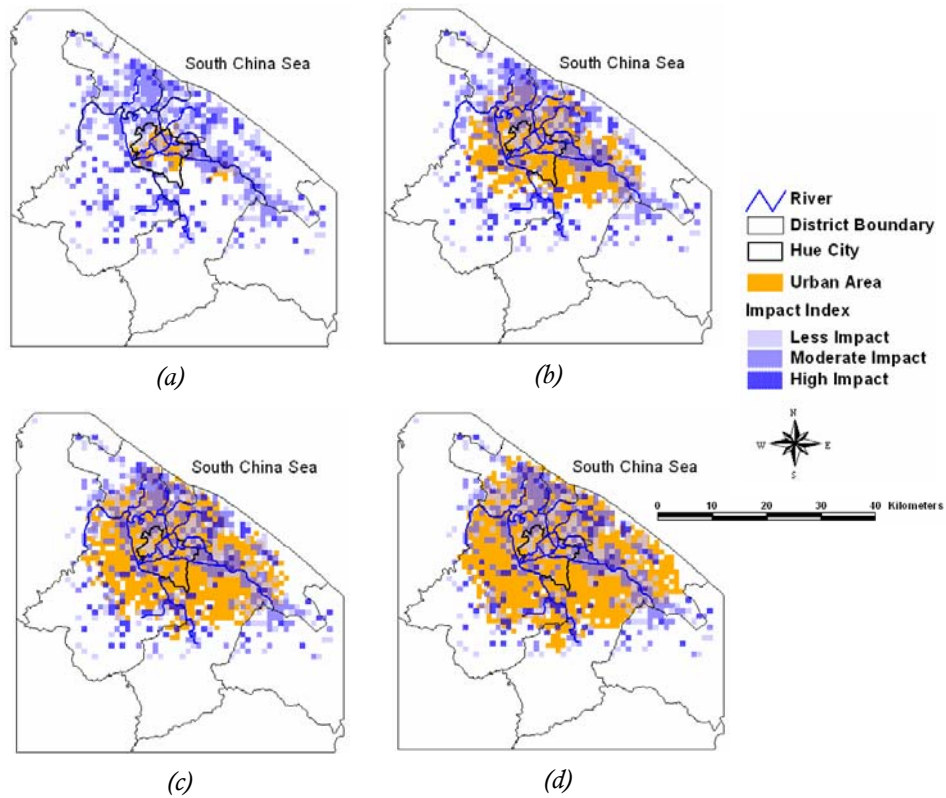 South China Sea
South China Sea
(a)
(b)
River
District Boundary
Hue City
Urban Area
Impact Index
Less Impact
Moderate Impact
High Impact
N
W E
S
0 10 20 30 40 Kilometers
South China Sea
South China Sea
(c)
(d)